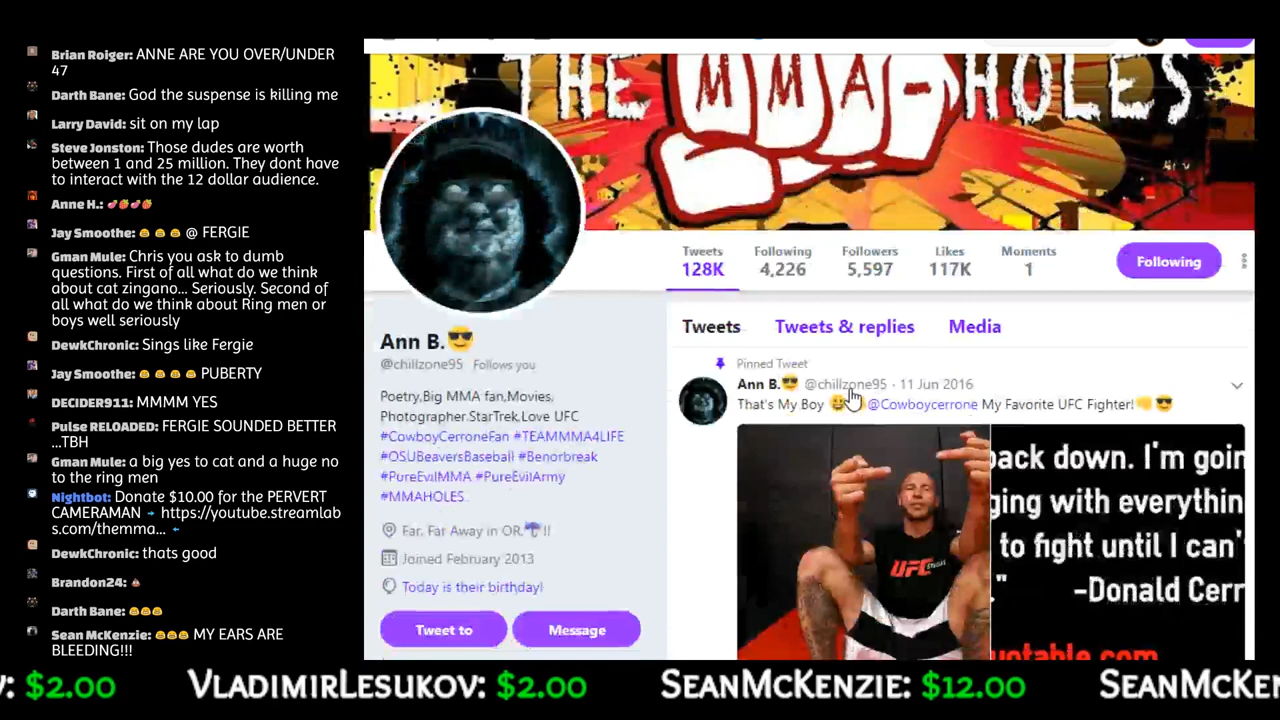 Brian Roiger: ANNE ARE YOU OVER/UNDER
47
Darth Bane: God the suspense is killing me
Larry David: sit on my lap
Steve Jonston: Those dudes are worth
between 1 and 25 million. They dont have
to interact with the 12 dollar audience.
Anne H.: 💅🍓💅🍓
Jay Smoothe: 💩 💩 💩 @ FERGIE
Gman Mule: Chris you ask to dumb
questions. First of all what do we think
about cat zingano... Seriously. Second of
all what do we think about Ring men or
boys well seriously
DewkChronic: Sings like Fergie
Jay Smoothe: 💩 💩 💩 💩 PUBERTY
DECIDER911: MMMM YES
Pulse RELOADED: FERGIE SOUNDED BETTER
...TBH
Gman Mule: a big yes to cat and a huge no
to the ring men
Nightbot: Donate $10.00 for the PERVERT
CAMERAMAN → https://youtube.streamlab
s.com/themma... ←
DewkChronic: thats good
Brandon24: 💩
Darth Bane: 💩💩💩
Sean McKenzie: 💩💩💩 MY EARS ARE
BLEEDING!!!
THE MMA-HOLES
Tweets Following Followers Likes Moments
128K 4,226 5,597 117K 1
Following
Ann B.😎
@chillzone95 Follows you
Poetry,Big MMA fan,Movies,
Photographer.StarTrek,Love UFC
#CowboyCerroneFan #TEAMMMA4LIFE
#OSUBeaversBaseball #Benorbreak
#PureEvilMMA #PureEvilArmy
#MMAHOLES
Far, Far Away in OR.☔!!
Joined February 2013
Today is their birthday!
Tweet to
Message
Tweets Tweets & replies Media
Pinned Tweet
Ann B.😎 @chillzone95 · 11 Jun 2016
That's My Boy @Cowboycerrone My Favorite UFC Fighter!👊😎
UFC
back down. I'm goin
ging with everythin
to fight until I can'
." -Donald Cerr
uotable.com
: $2.00 VLADIMIRLESUKOV: $2.00 SEANMCKENZIE: $12.00 SEANMCKEN